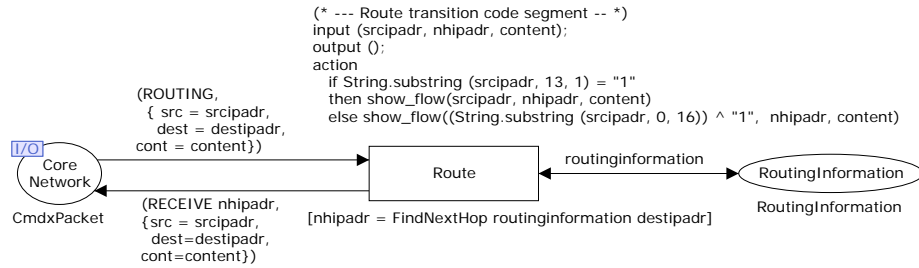 (* --- Route transition code segment -- *)
input (srcipadr, nhipadr, content);
output ();
action
if String.substring (srcipadr, 13, 1) = "1"
then show_flow(srcipadr, nhipadr, content)
else show_flow((String.substring (srcipadr, 0, 16)) ^ "1", nhipadr, content)
(ROUTING,
{ src = srcipadr,
dest = destipadr,
cont = content})
I/O
Core
Network
CmdxPacket
Route
routinginformation
RoutingInformation
RoutingInformation
(RECEIVE nhipadr,
{src = srcipadr,
dest=destipadr,
cont=content})
[nhipadr = FindNextHop routinginformation destipadr]